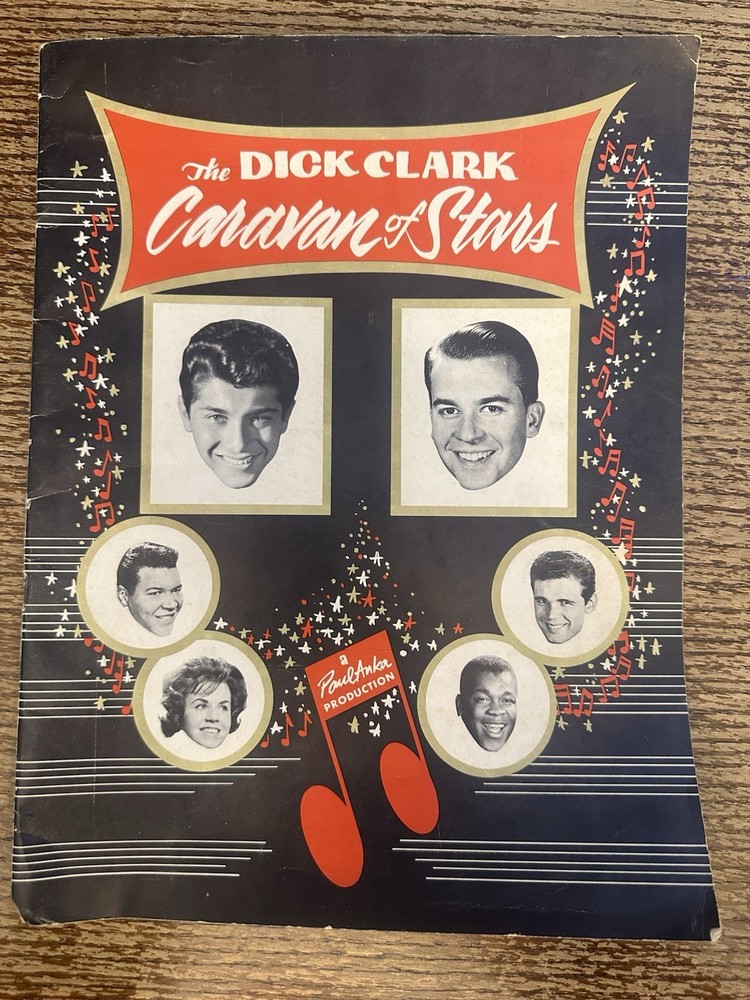 The DICK CLARK
Caravan of Stars
a
Paul Anka
PRODUCTION